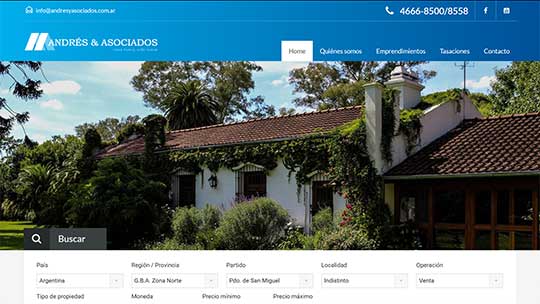 info@andresyasociados.com.ar
4666-8500/8558
ANDRÉS & ASOCIADOS
Home
Quiénes somos
Emprendimientos
Tasaciones
Contacto
Buscar
País
Región / Provincia
Partido
Localidad
Operación
Argentina
G.B.A. Zona Norte
Pdo. de San Miguel
Indistinto
Venta
Tipo de propiedad
Moneda
Precio mínimo
Precio máximo